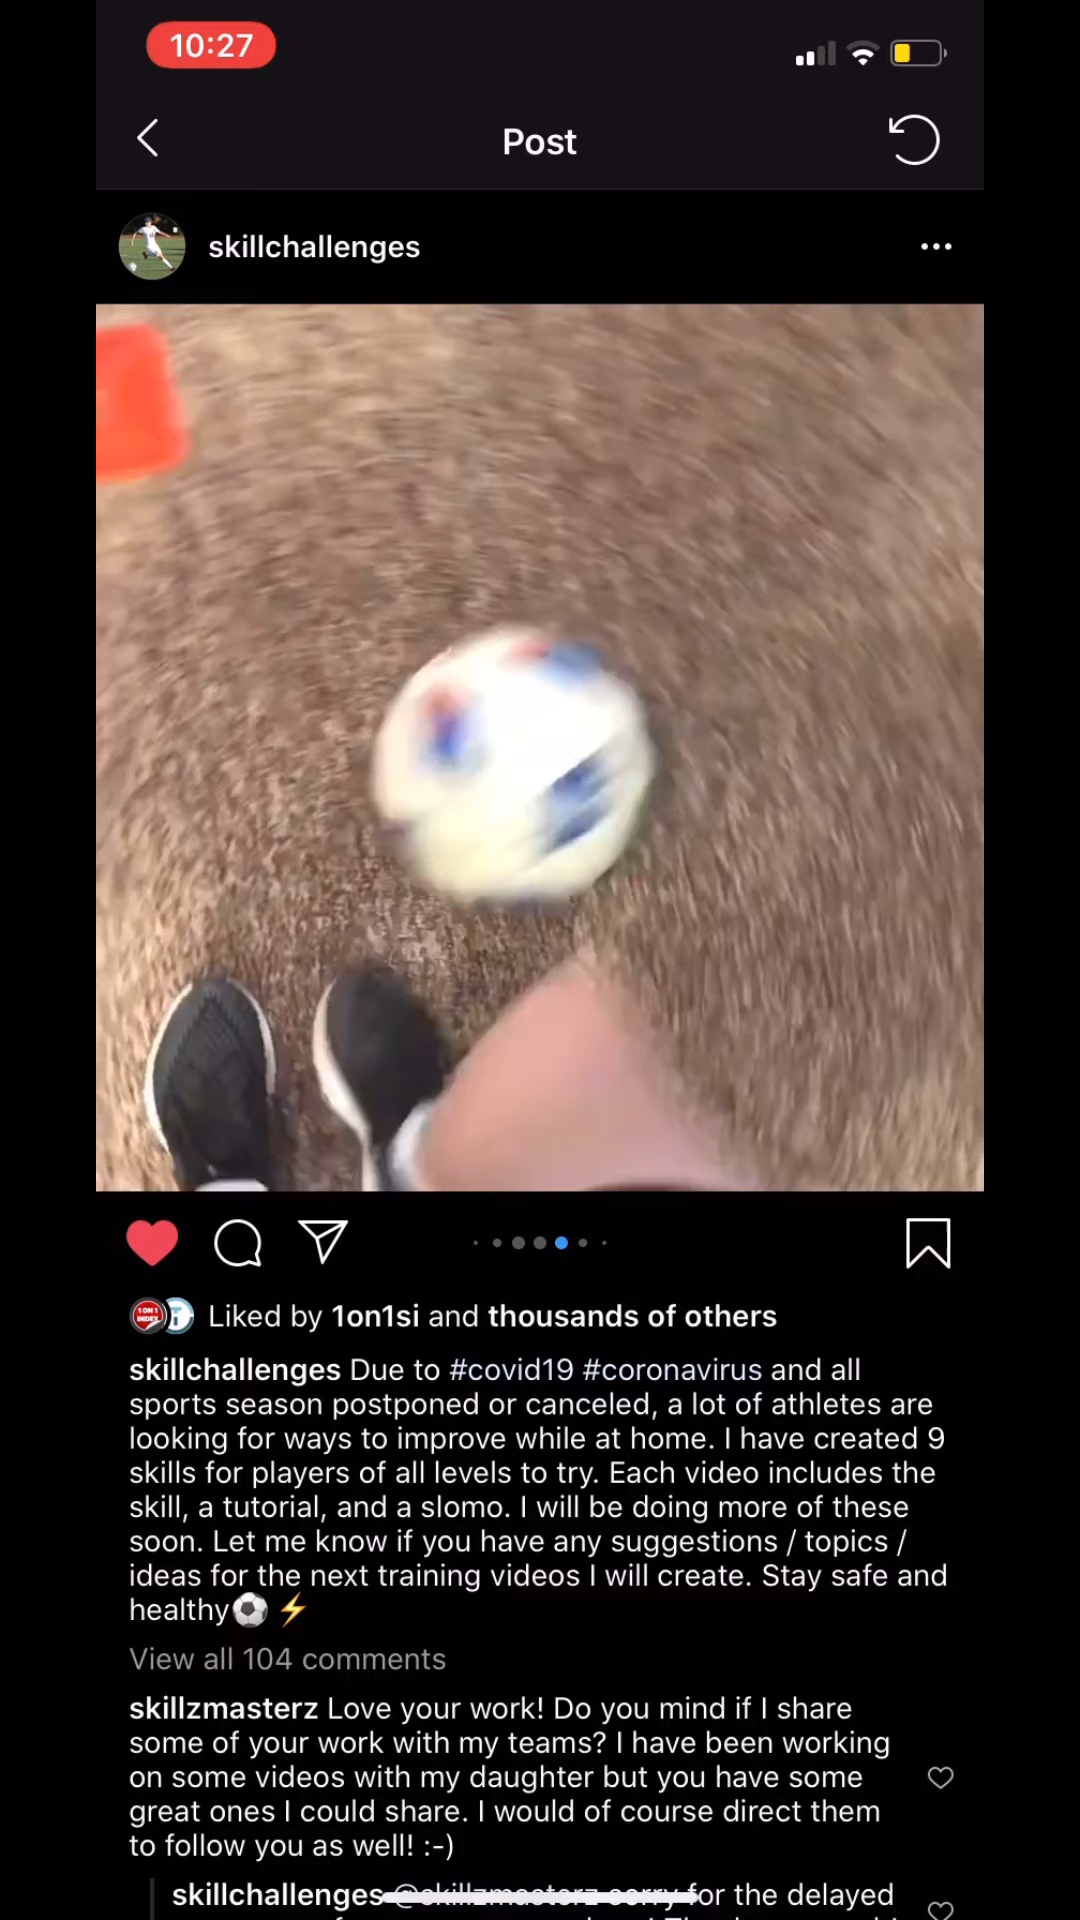 10:27
Post
skillchallenges
Liked by 1on1si and thousands of others
skillchallenges Due to #covid19 #coronavirus and all
sports season postponed or canceled, a lot of athletes are
looking for ways to improve while at home. I have created 9
skills for players of all levels to try. Each video includes the
skill, a tutorial, and a slomo. I will be doing more of these
soon. Let me know if you have any suggestions / topics /
ideas for the next training videos I will create. Stay safe and
healthy⚽ ⚡
View all 104 comments
skillzmasterz Love your work! Do you mind if I share
some of your work with my teams? I have been working
on some videos with my daughter but you have some
great ones I could share. I would of course direct them
to follow you as well! :-)
skillchallenges @skillzmasterz sorry for the delayed